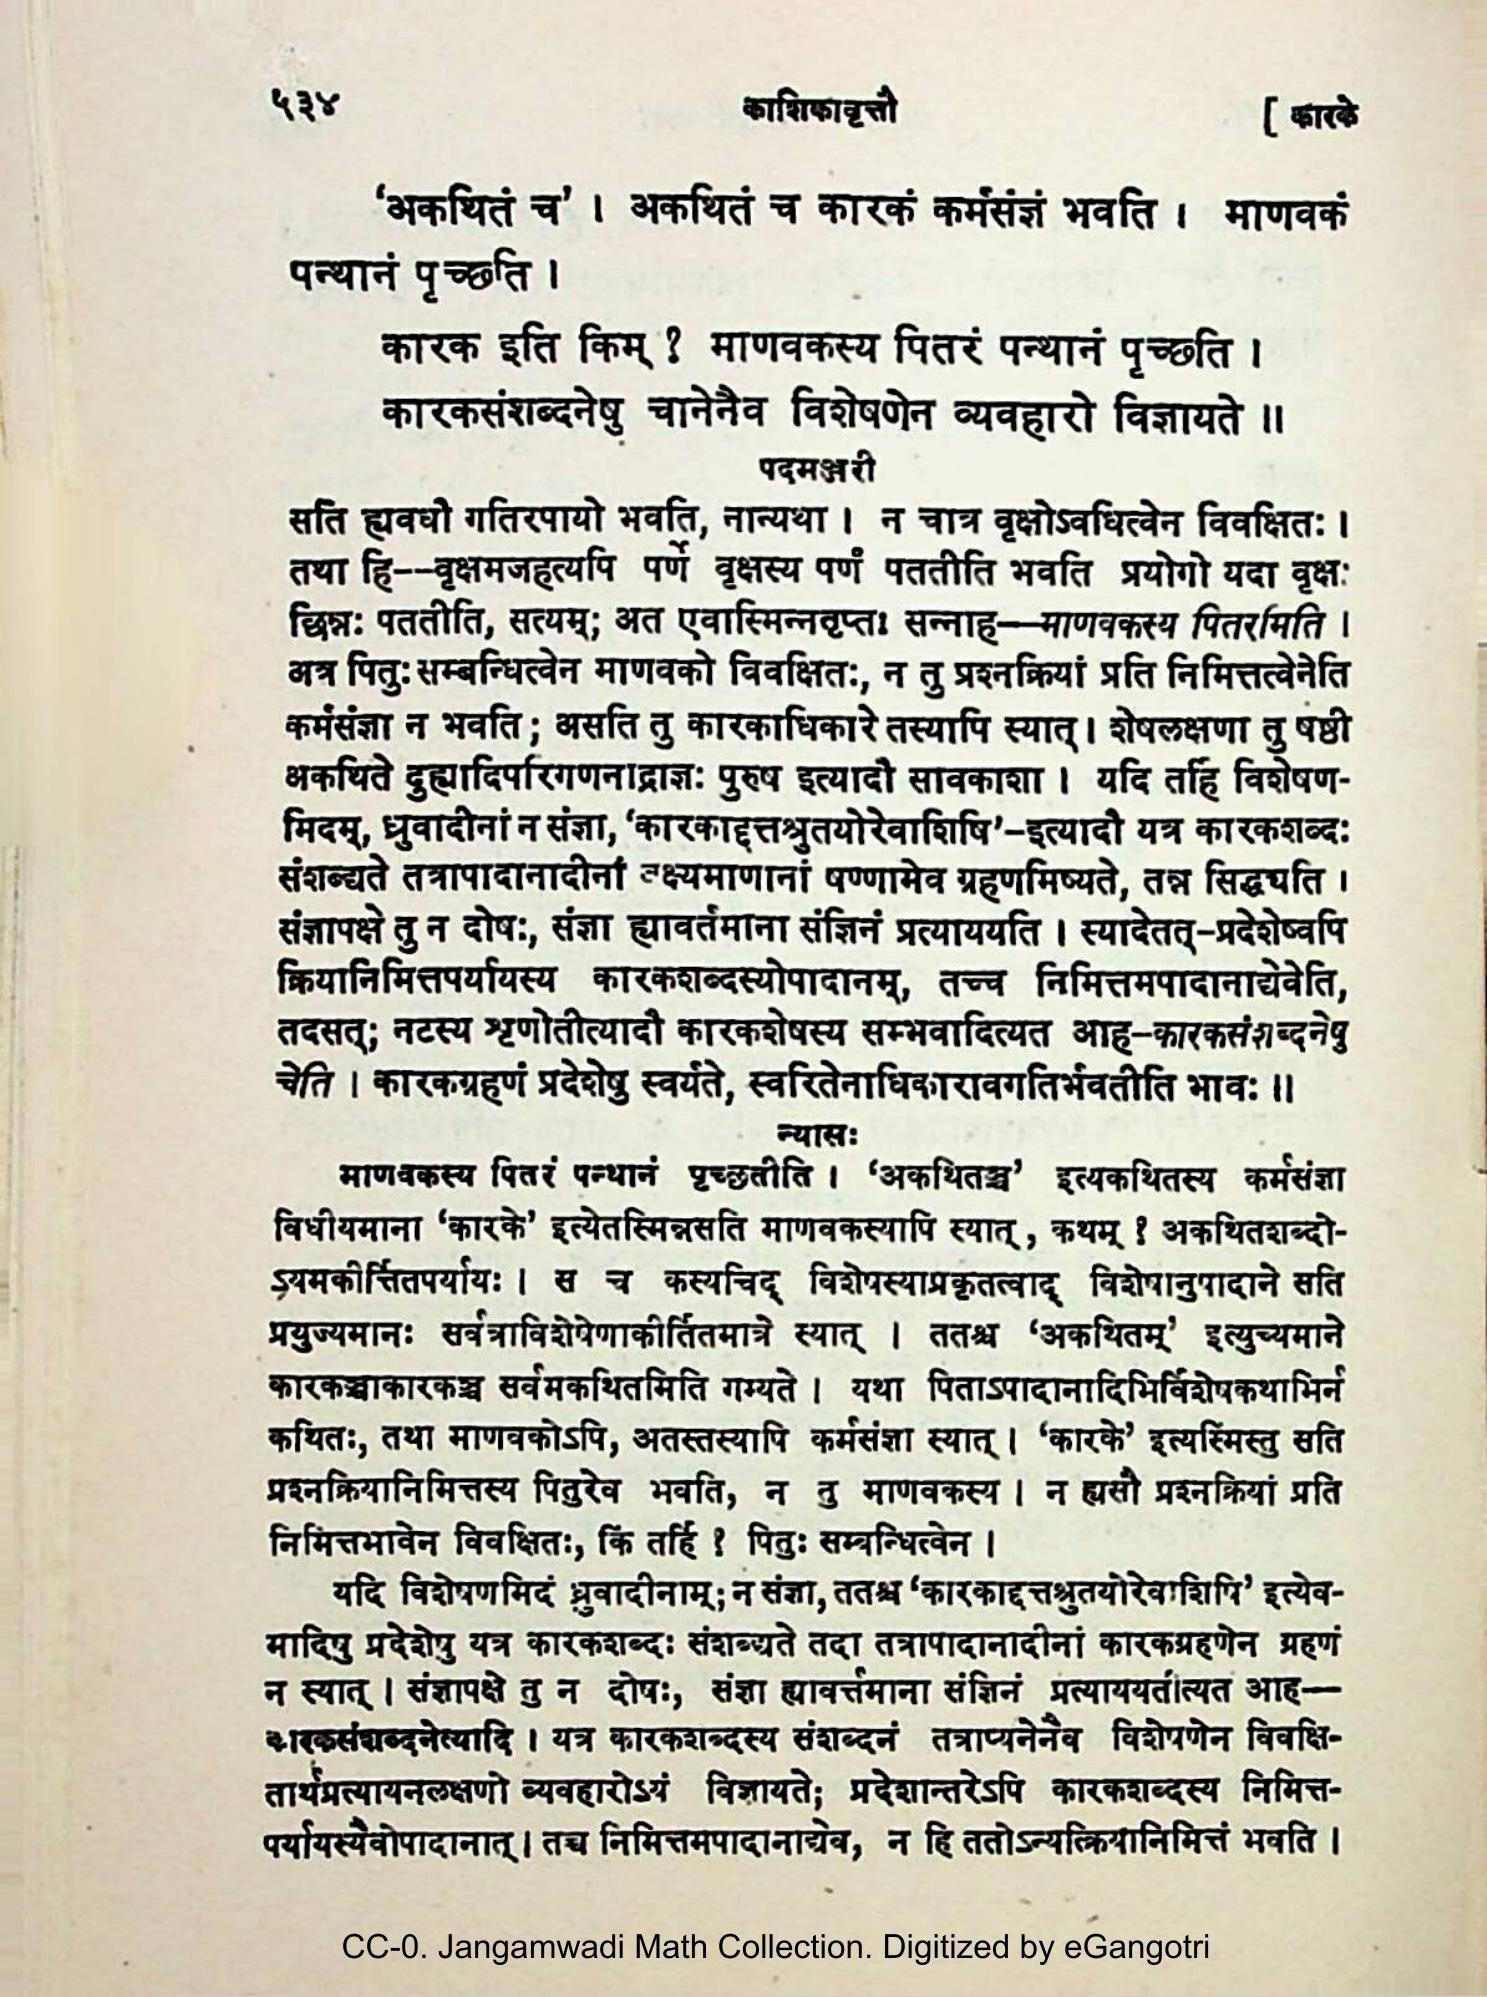 ५३४ काशिकावृत्तौ [ कारके
‘अकथितं च’ । अकथितं च कारकं कर्मसंज्ञं भवति । माणवकं
पन्थानं पृच्छति ।
कारक इति किम् ? माणवकस्य पितरं पन्थानं पृच्छति ।
कारकसंशब्दनेषु चानेनैव विशेषणेन व्यवहारो विज्ञायते ॥
पदमञ्जरी
सति ह्यवधौ गतिरपायो भवति, नान्यथा । न चात्र वृक्षोऽवधित्वेन विवक्षितः ।
तथा हि--वृक्षमजहत्यपि पर्णे वृक्षस्य पर्णं पततीति भवति प्रयोगो यदा वृक्षः
छिन्नः पततीति, सत्यम्; अत एवास्मिन्नवृप्तः सन्नाह—माणवकस्य पितरमिति ।
अत्र पितुः सम्बन्धित्वेन माणवको विवक्षितः, न तु प्रश्नक्रियां प्रति निमित्तत्वेनेति
कर्मसंज्ञा न भवति ; असति तु कारकाधिकारे तस्यापि स्यात् । शेषलक्षणा तु षष्ठी
अकथिते दुह्यादिपरिगणनाद्राज्ञः पुरुष इत्यादौ सावकाशा । यदि तर्हि विशेषण-
मिदम्, ध्रुवादीनां न संज्ञा, ‘कारकाद्दत्तश्रुतयोरेवाशिषि’-इत्यादौ यत्र कारकशब्दः
संशब्द्यते तत्रापादानादीनां वक्ष्यमाणानां षण्णामेव ग्रहणमिष्यते, तन्न सिद्ध्यति ।
संज्ञापक्षे तु न दोषः, संज्ञा ह्यावर्तमाना संज्ञिनं प्रत्याययति । स्यादेतत्-प्रदेशेष्वपि
क्रियानिमित्तपर्यायस्य कारकशब्दस्योपादानम्, तच्च निमित्तमपादानाद्येवेति,
तदसत्; नटस्य शृणोतीत्यादौ कारकशेषस्य सम्भवादित्यत आह-कारकसंशब्दनेषु
चेति । कारकग्रहणं प्रदेशेषु स्वर्यते, स्वरितेनाधिकारावगतिर्भवतीति भावः ॥
न्यासः
माणवकस्य पितरं पन्थानं पृच्छतीति । ‘अकथितञ्च’ इत्यकथितस्य कर्मसंज्ञा
विधीयमाना ‘कारके’ इत्येतस्मिन्नसति माणवकस्यापि स्यात् , कथम् ? अकथितशब्दो-
ऽयमकीर्त्तितपर्यायः । स च कस्यचिद् विशेषस्याप्रकृतत्वाद् विशेषानुपादाने सति
प्रयुज्यमानः सर्वत्राविशेषेणाकीर्तितमात्रे स्यात् । ततश्च ‘अकथितम्’ इत्युच्यमाने
कारकञ्चाकारकञ्च सर्वमकथितमिति गम्यते । यथा पिताऽपादानादिभिर्विशेषकथाभिर्न
कथितः, तथा माणवकोऽपि, अतस्तस्यापि कर्मसंज्ञा स्यात् । ‘कारके’ इत्यस्मिंस्तु सति
प्रश्नक्रियानिमित्तस्य पितुरेव भवति, न तु माणवकस्य । न ह्यसौ प्रश्नक्रियां प्रति
निमित्तभावेन विवक्षितः, किं तर्हि ? पितुः सम्बन्धित्वेन ।
यदि विशेषणमिदं ध्रुवादीनाम्; न संज्ञा, ततश्च ‘कारकाद्दत्तश्रुतयोरेवाशिषि’ इत्येव-
मादिषु प्रदेशेषु यत्र कारकशब्दः संशब्द्यते तदा तत्रापादानादीनां कारकग्रहणेन ग्रहणं
न स्यात् । संज्ञापक्षे तु न दोषः, संज्ञा ह्यावर्त्तमाना संज्ञिनं प्रत्याययतीत्यत आह—
कारकसंशब्दनेत्यादि । यत्र कारकशब्दस्य संशब्दनं तत्राप्यनेनैव विशेषणेन विवक्षि-
तार्थप्रत्यायनलक्षणो व्यवहारोऽयं विज्ञायते; प्रदेशान्तरेऽपि कारकशब्दस्य निमित्त-
पर्यायस्यैवोपादानात् । तच्च निमित्तमपादानाद्येव, न हि ततोऽन्यत्क्रियानिमित्तं भवति ।
CC-0. Jangamwadi Math Collection. Digitized by eGangotri